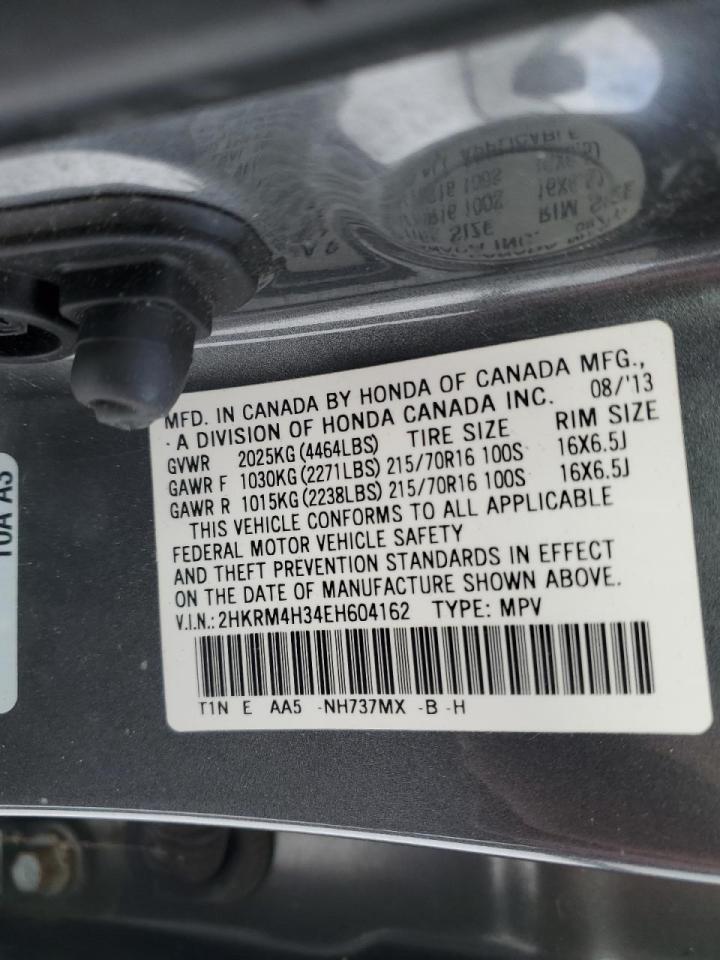 MFD. IN CANADA BY HONDA OF CANADA MFG.,
· A DIVISION OF HONDA CANADA INC. 08/'13
GVWR 2025KG (4464LBS) TIRE SIZE RIM SIZE
GAWR F 1030KG (2271LBS) 215/70R16 100S 16X6.5J
GAWR R 1015KG (2238LBS) 215/70R16 100S 16X6.5J
THIS VEHICLE CONFORMS TO ALL APPLICABLE
FEDERAL MOTOR VEHICLE SAFETY
AND THEFT PREVENTION STANDARDS IN EFFECT
ON THE DATE OF MANUFACTURE SHOWN ABOVE.
V.I.N.: 2HKRM4H34EH604162 TYPE: MPV
T1N E AA5 -NH737MX -B -H